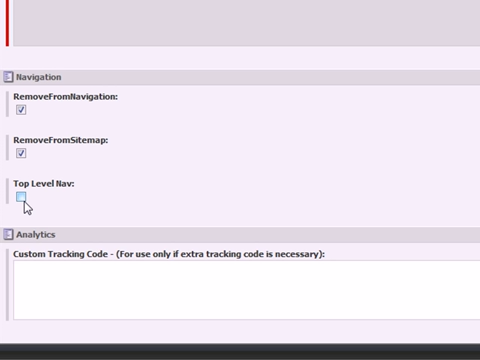 Navigation
RemoveFromNavigation:
RemoveFromSitemap:
Top Level Nav:
Analytics
Custom Tracking Code - (For use only if extra tracking code is necessary):